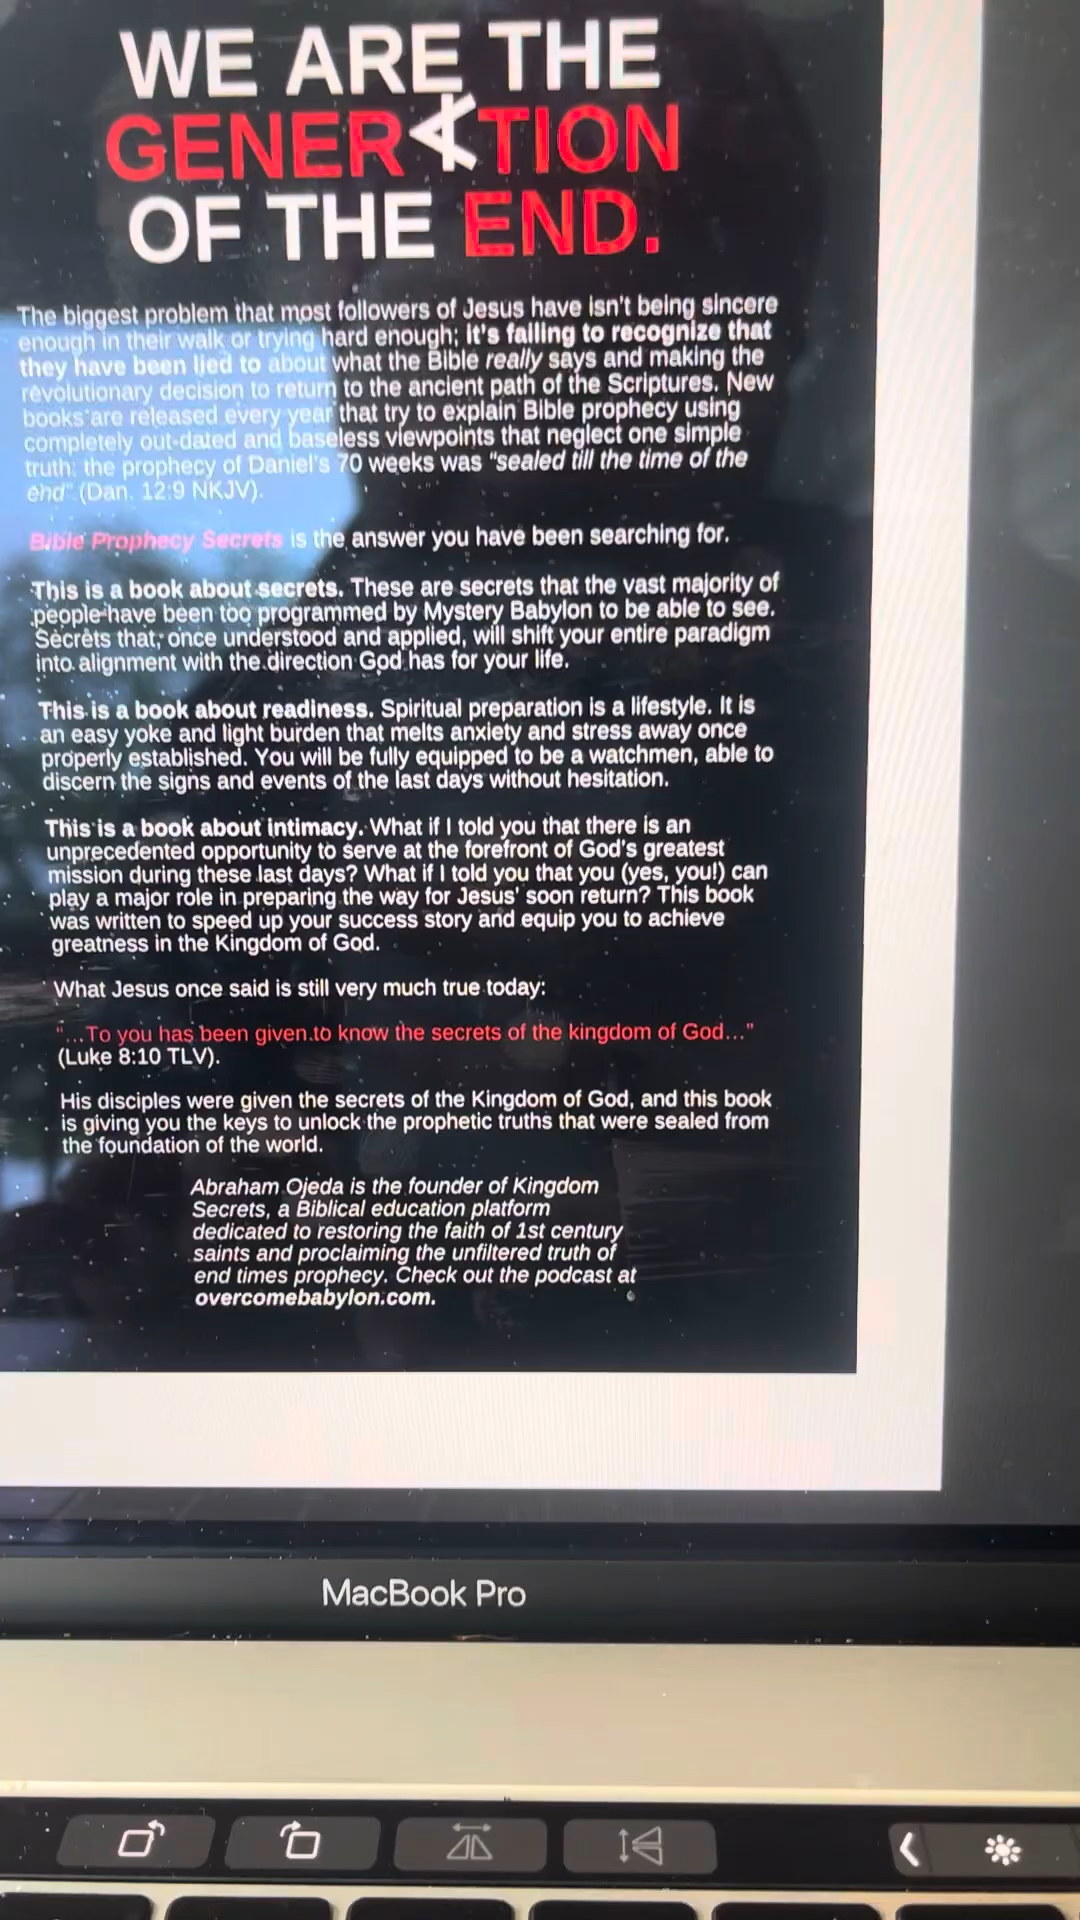 WE ARE THE
GENERATION
OF THE END.
The biggest problem that most followers of Jesus have isn't being sincere
enough in their walk or trying hard enough; it's failing to recognize that
they have been lied to about what the Bible really says and making the
revolutionary decision to return to the ancient path of the Scriptures. New
books are released every year that try to explain Bible prophecy using
completely out-dated and baseless viewpoints that neglect one simple
truth: the prophecy of Daniel's 70 weeks was "sealed till the time of the
end" (Dan. 12:9 NKJV).
Bible Prophecy Secrets is the answer you have been searching for.
This is a book about secrets. These are secrets that the vast majority of
people have been too programmed by Mystery Babylon to be able to see.
Secrets that, once understood and applied, will shift your entire paradigm
into alignment with the direction God has for your life.
This is a book about readiness. Spiritual preparation is a lifestyle. It is
an easy yoke and light burden that melts anxiety and stress away once
properly established. You will be fully equipped to be a watchmen, able to
discern the signs and events of the last days without hesitation.
This is a book about intimacy. What if I told you that there is an
unprecedented opportunity to serve at the forefront of God's greatest
mission during these last days? What if I told you that you (yes, you!) can
play a major role in preparing the way for Jesus' soon return? This book
was written to speed up your success story and equip you to achieve
greatness in the Kingdom of God.
What Jesus once said is still very much true today:
"...To you has been given to know the secrets of the kingdom of God..."
(Luke 8:10 TLV).
His disciples were given the secrets of the Kingdom of God, and this book
is giving you the keys to unlock the prophetic truths that were sealed from
the foundation of the world.
Abraham Ojeda is the founder of Kingdom
Secrets, a Biblical education platform
dedicated to restoring the faith of 1st century
saints and proclaiming the unfiltered truth of
end times prophecy. Check out the podcast at
overcomebabylon.com.
MacBook Pro